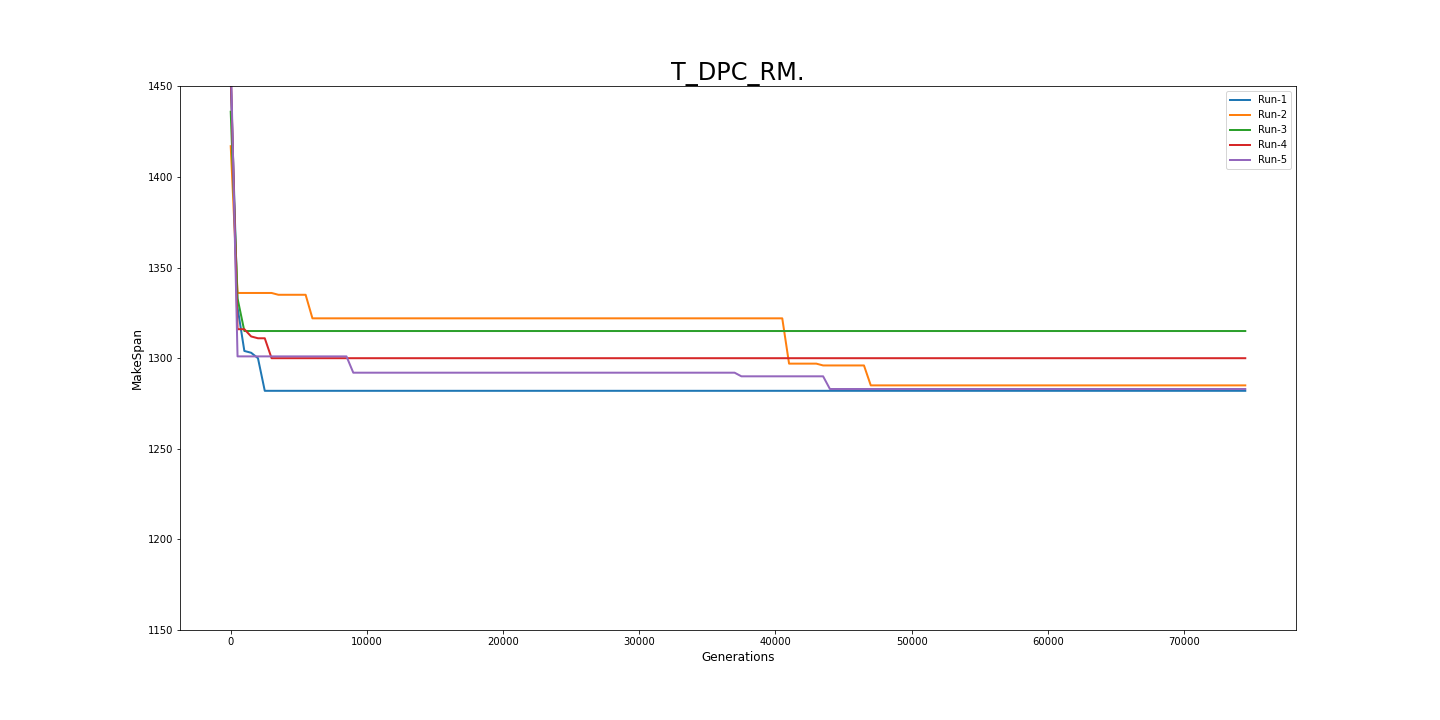 T_DPC_RM.
1450
1400
1350
1300
1250
1200
1150
MakeSpan
0 10000 20000 30000 40000 50000 60000 70000
Generations
Run-1
Run-2
Run-3
Run-4
Run-5